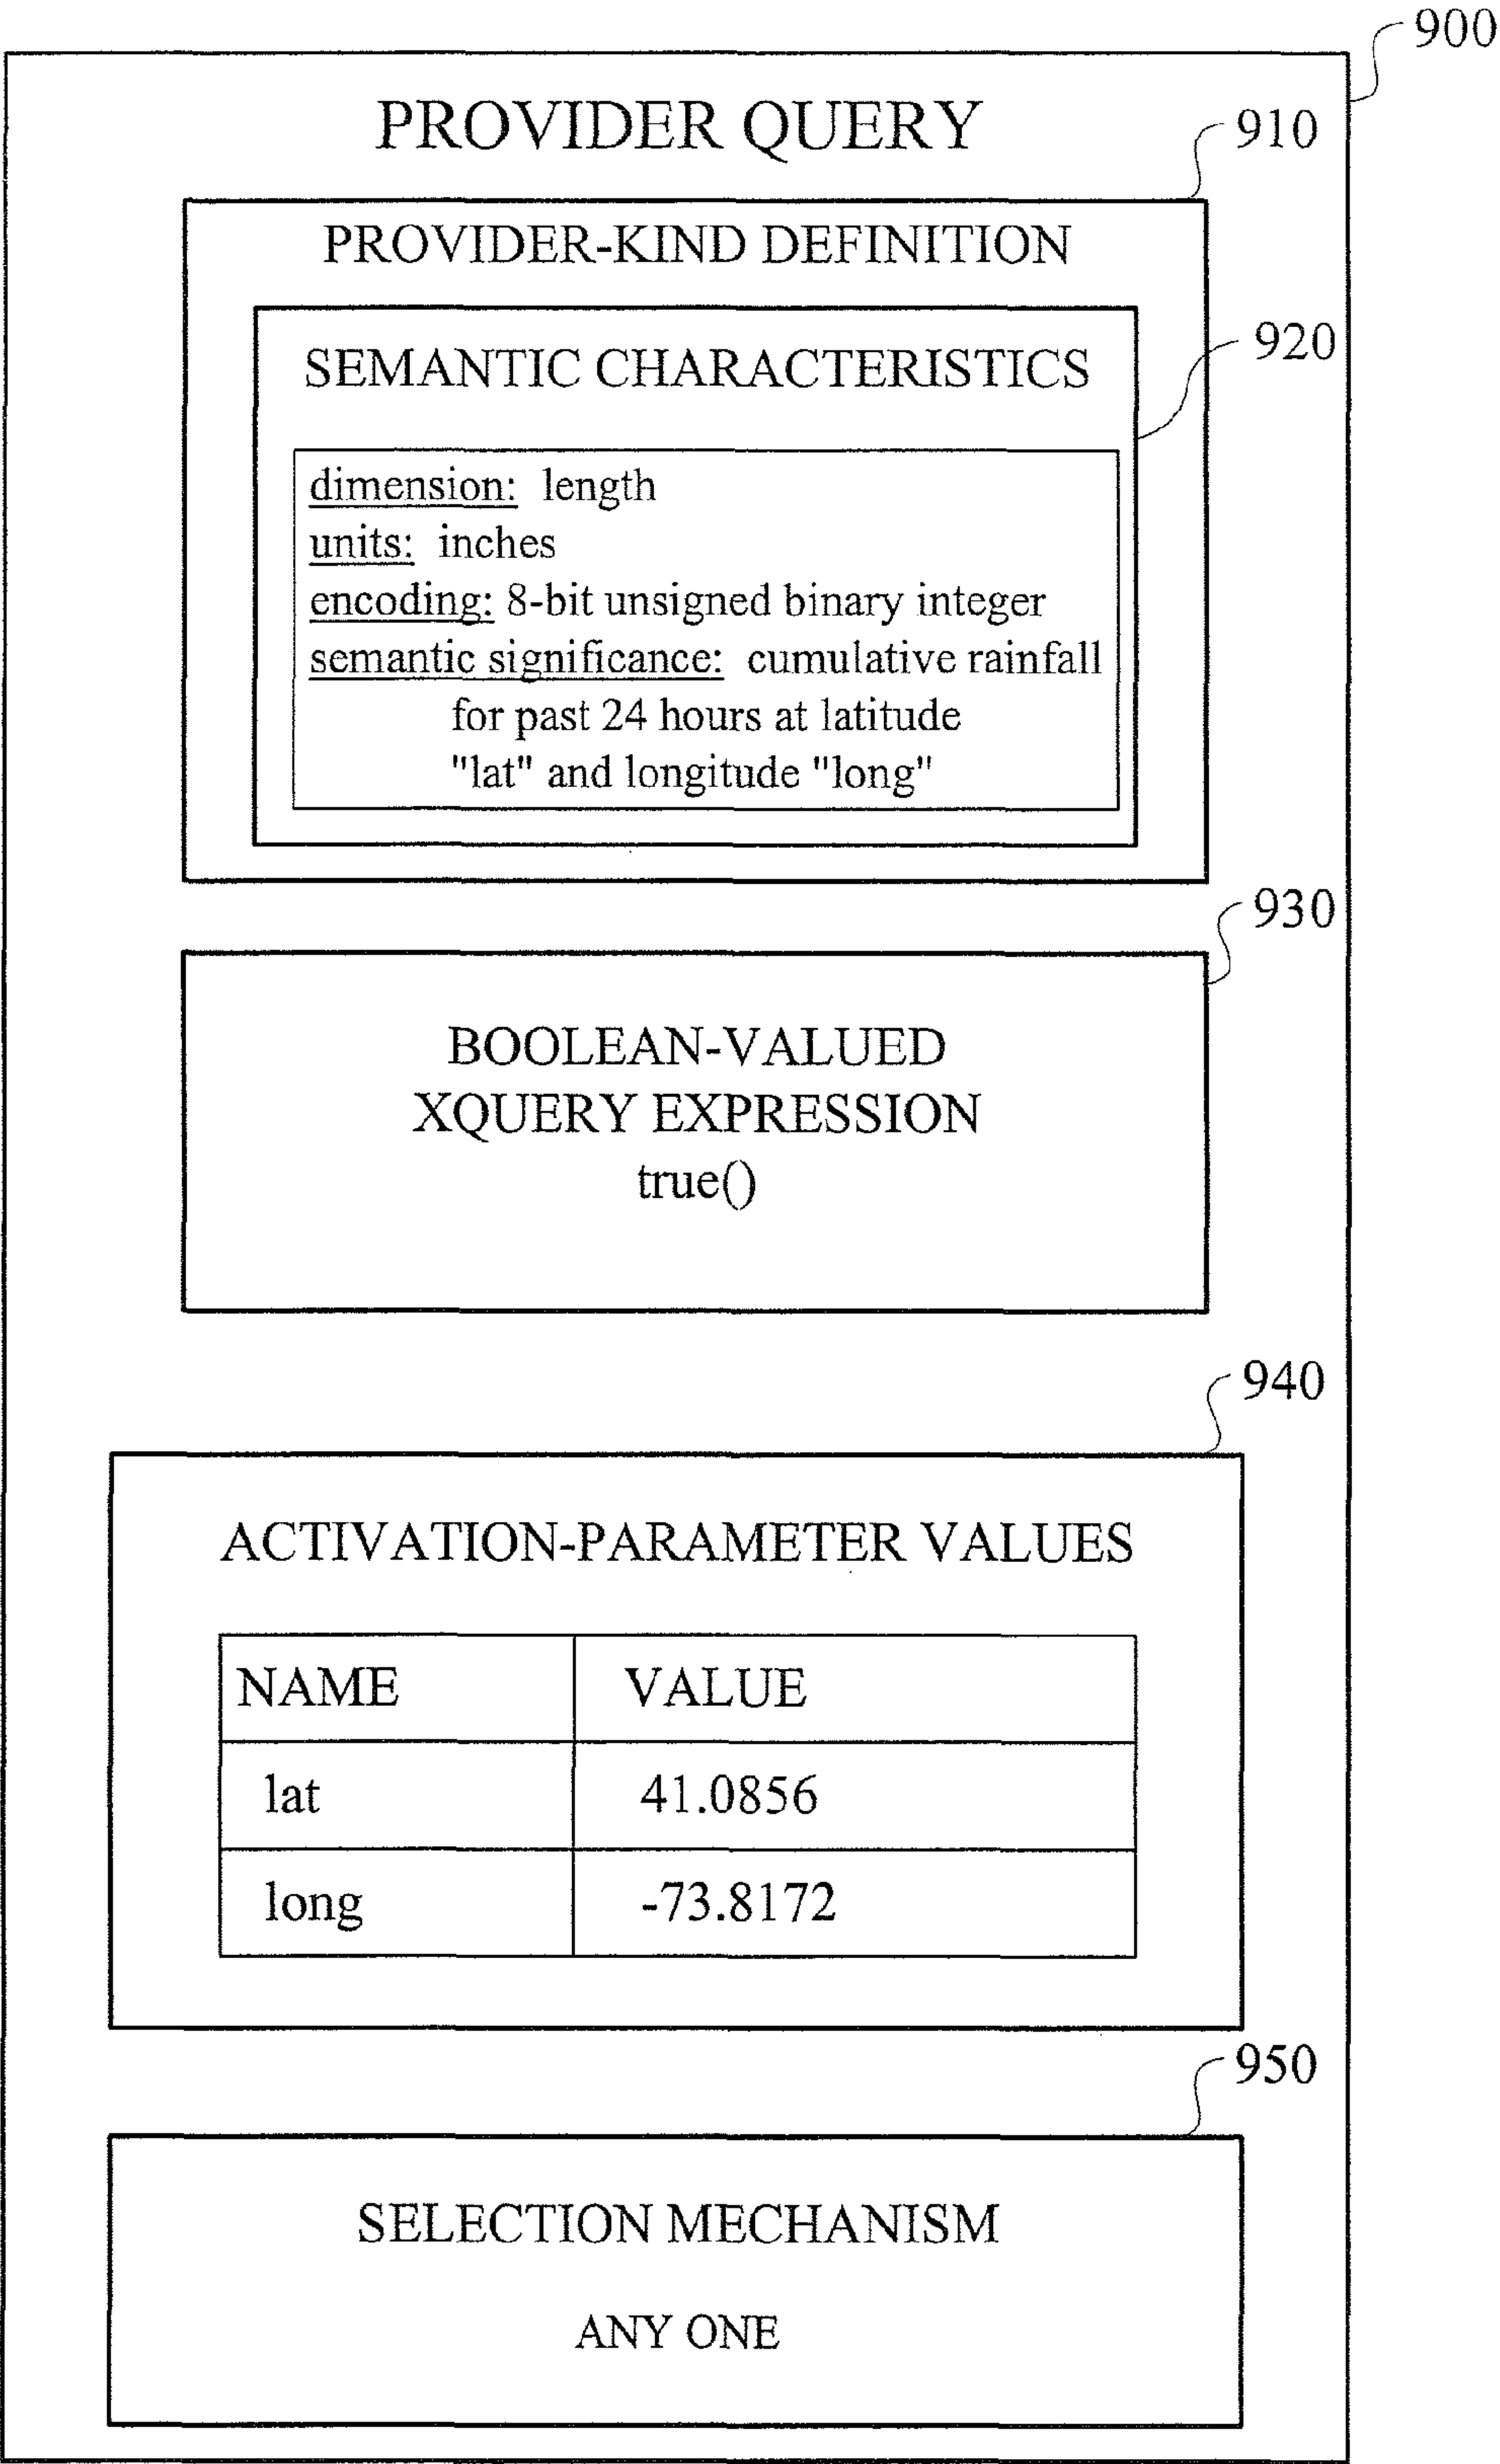 900
PROVIDER QUERY
910
PROVIDER-KIND DEFINITION
920
SEMANTIC CHARACTERISTICS
dimension: length
units: inches
encoding: 8-bit unsigned binary integer
semantic significance: cumulative rainfall
for past 24 hours at latitude
"lat" and longitude "long"
930
BOOLEAN-VALUED
XQUERY EXPRESSION
true()
940
ACTIVATION-PARAMETER VALUES
NAME VALUE
lat 41.0856
long -73.8172
950
SELECTION MECHANISM
ANY ONE